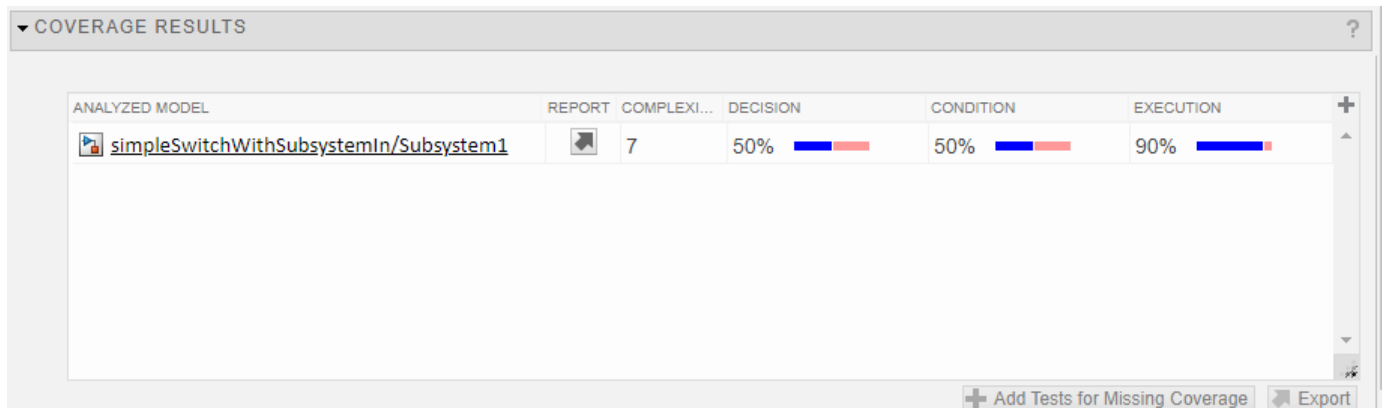 COVERAGE RESULTS ?
ANALYZED MODEL REPORT COMPLEXI... DECISION CONDITION EXECUTION
simpleSwitchWithSubsystemIn/Subsystem1 7 50% 50% 90%
Add Tests for Missing Coverage Export